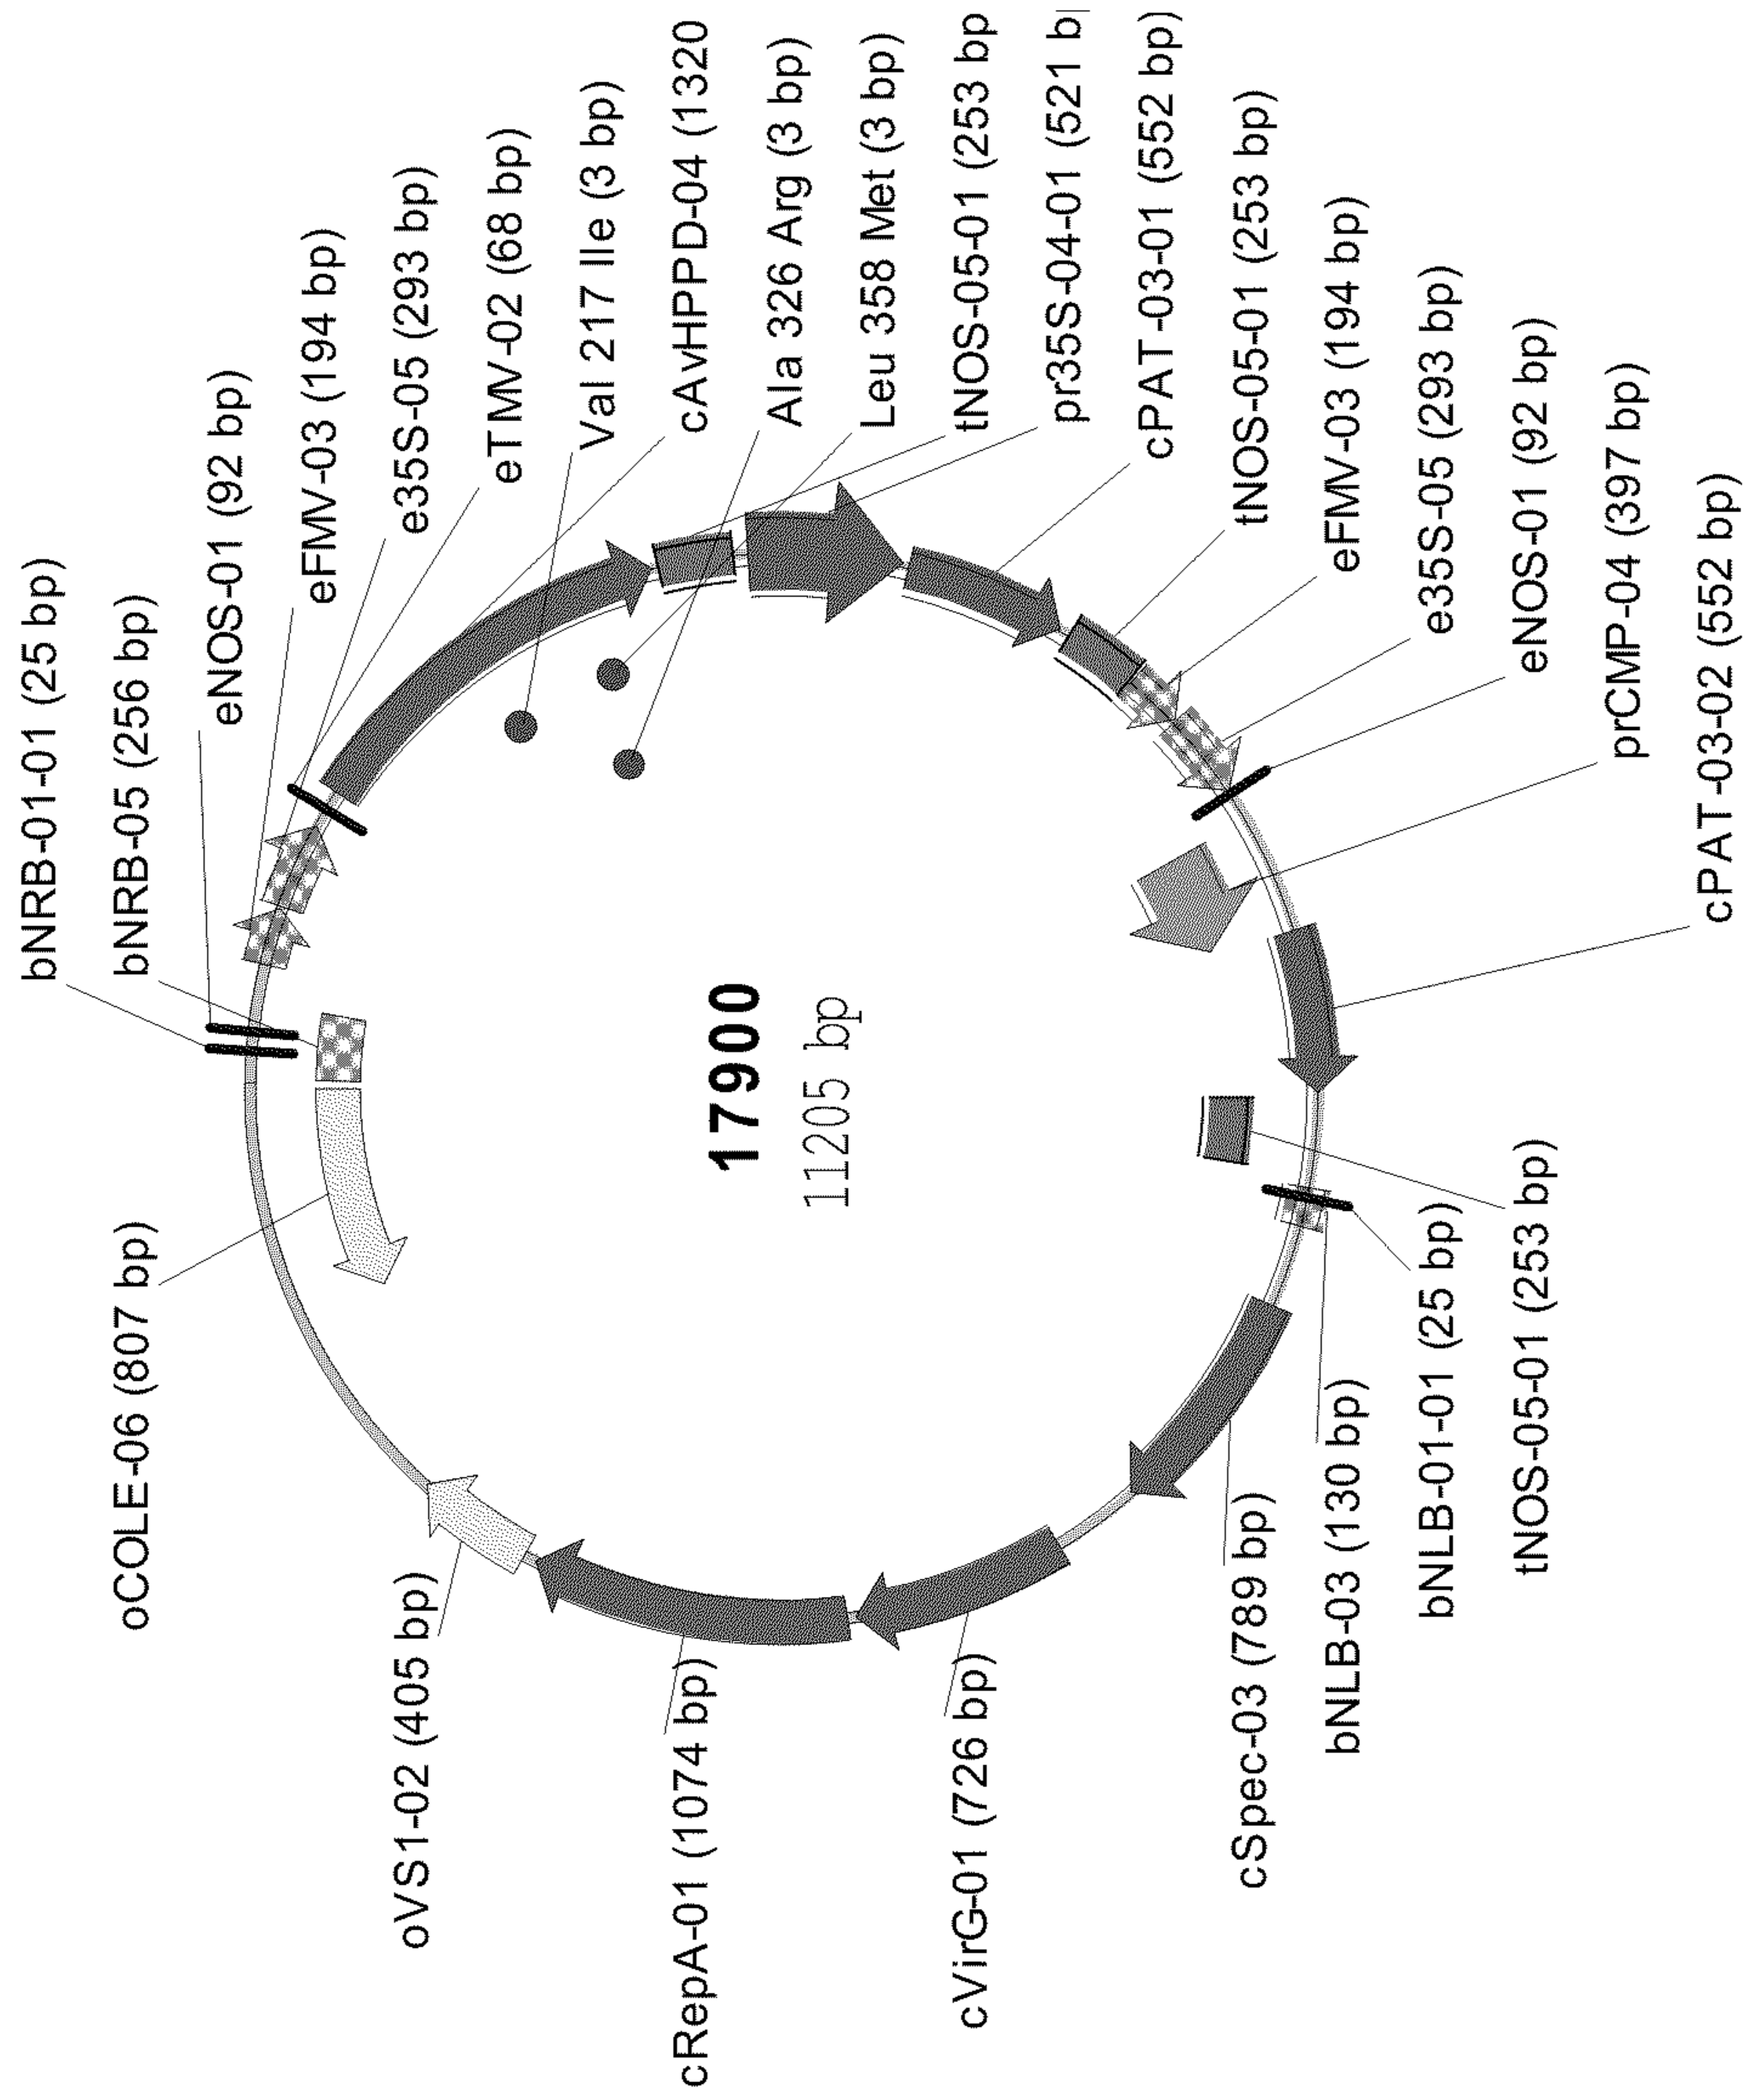 bNRB-01-01 (25 bp)
bNRB-05 (256 bp)
eNOS-01 (92 bp)
eFMV-03 (194 bp)
e35S-05 (293 bp)
eTMV-02 (68 bp)
Val 217 Ile (3 bp)
cAvHPPD-04 (1320
Ala 326 Arg (3 bp)
Leu 358 Met (3 bp)
tNOS-05-01 (253 bp
pr35S-04-01 (521 b
cPAT-03-01 (552 bp)
tNOS-05-01 (253 bp)
eFMV-03 (194 bp)
e35S-05 (293 bp)
eNOS-01 (92 bp)
prCMP-04 (397 bp)
cPAT-03-02 (552 bp)
17900
11205 bp
oCOLE-06 (807 bp)
oVS1-02 (405 bp)
cRepA-01 (1074 bp)
cVirG-01 (726 bp)
cSpec-03 (789 bp)
bNLB-03 (130 bp)
bNLB-01-01 (25 bp)
tNOS-05-01 (253 bp)